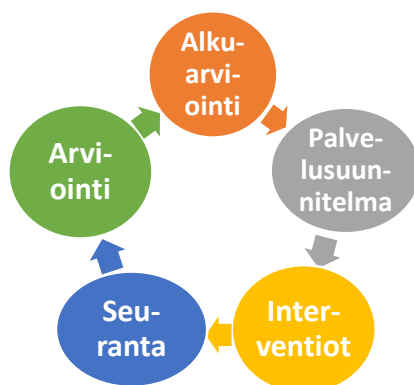 Alku-
arvi-
ointi
Palve-
lusuun-
nitelma
Inter-
ventiot
Seu-
ranta
Arvi-
ointi